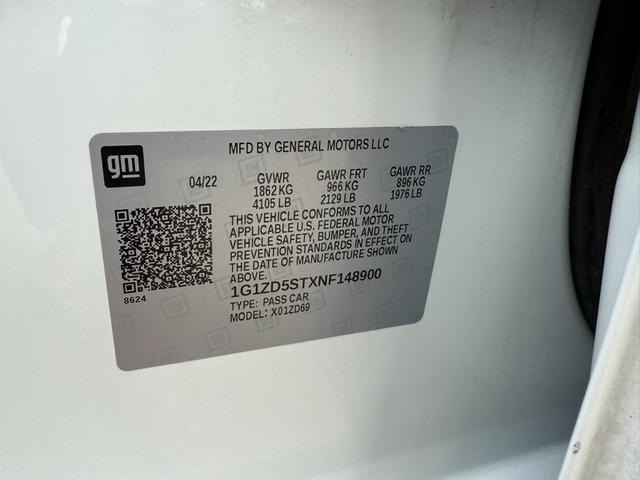 gm
MFD BY GENERAL MOTORS LLC
04/22 GVWR GAWR FRT GAWR RR
1862 KG 966 KG 896 KG
4105 LB 2129 LB 1976 LB
THIS VEHICLE CONFORMS TO ALL
APPLICABLE U.S. FEDERAL MOTOR
VEHICLE SAFETY, BUMPER, AND THEFT
PREVENTION STANDARDS IN EFFECT ON
THE DATE OF MANUFACTURE SHOWN
ABOVE.
8624
1G1ZD5STXNF148900
TYPE: PASS CAR
MODEL: X01ZD69